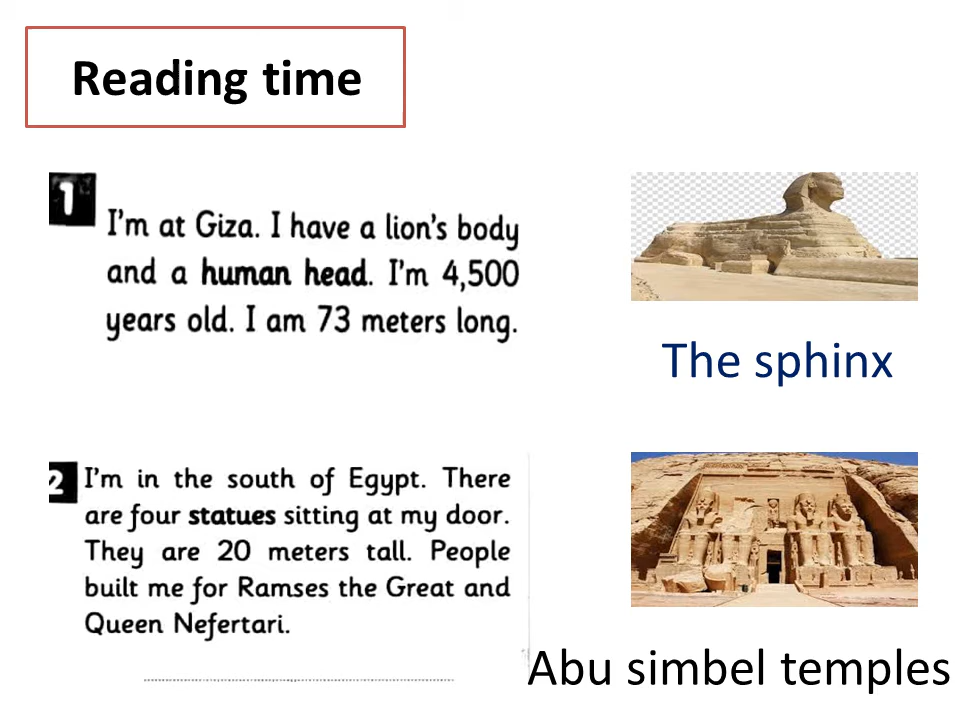 Reading time
1
I'm at Giza. I have a lion's body
and a human head. I'm 4,500
years old. I am 73 meters long.
The sphinx
2
I'm in the south of Egypt. There
are four statues sitting at my door.
They are 20 meters tall. People
built me for Ramses the Great and
Queen Nefertari.
Abu simbel temples